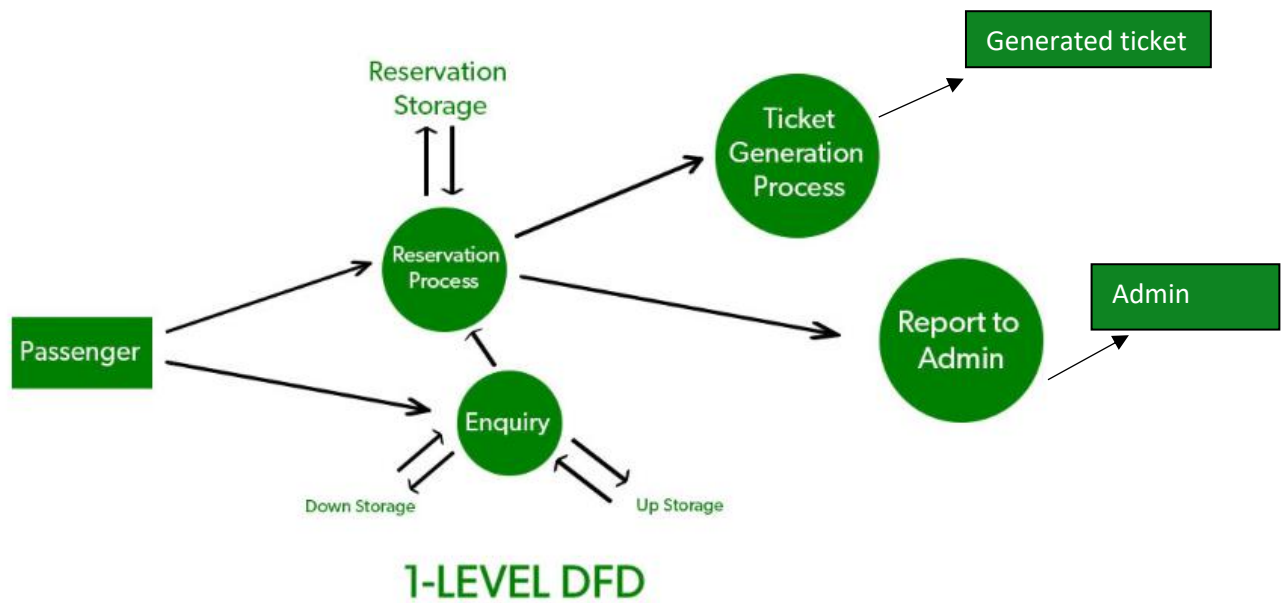 Generated ticket
Reservation
Storage
Ticket
Generation
Process
Reservation
Process
Admin
Report to
Admin
Passenger
Enquiry
Down Storage
Up Storage
1-LEVEL DFD